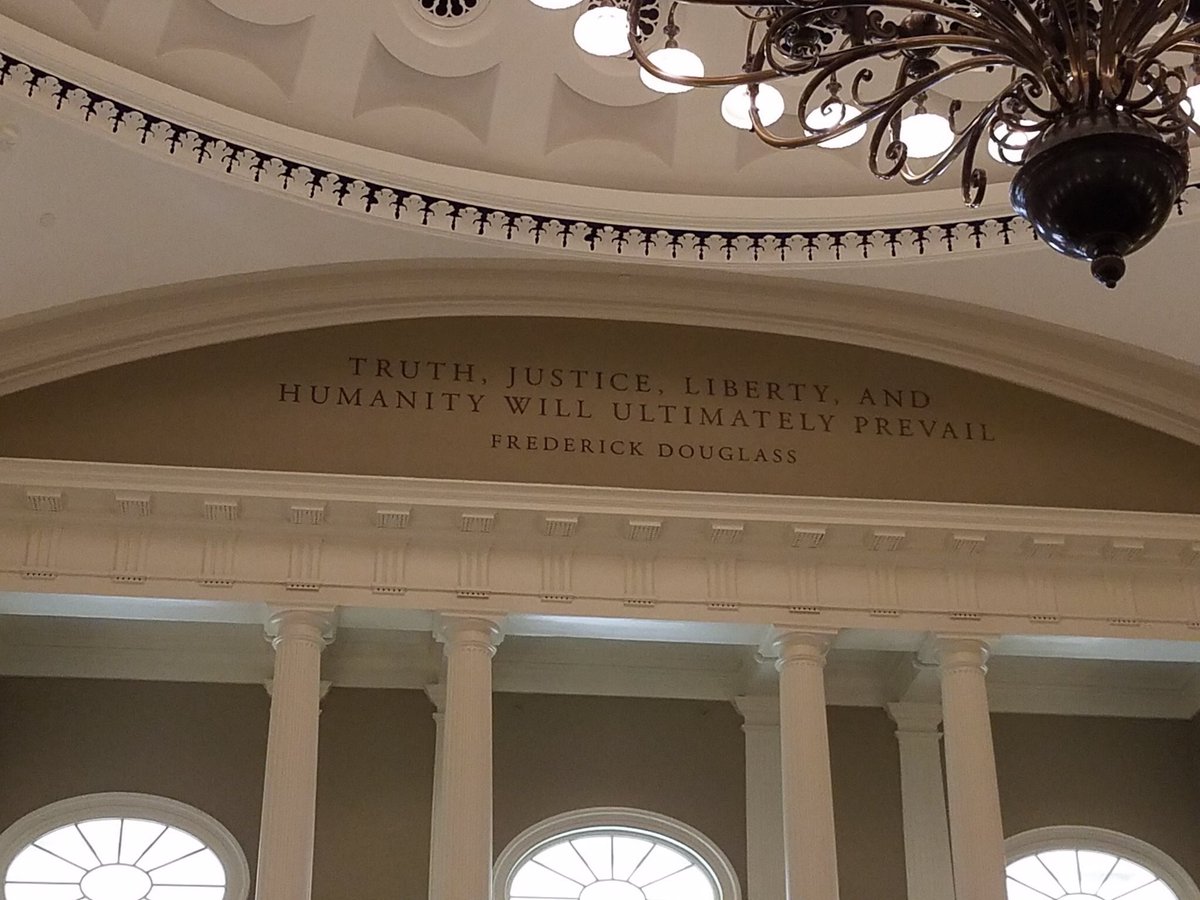 TRUTH, JUSTICE, LIBERTY, AND
HUMANITY WILL ULTIMATELY PREVAIL
FREDERICK DOUGLASS